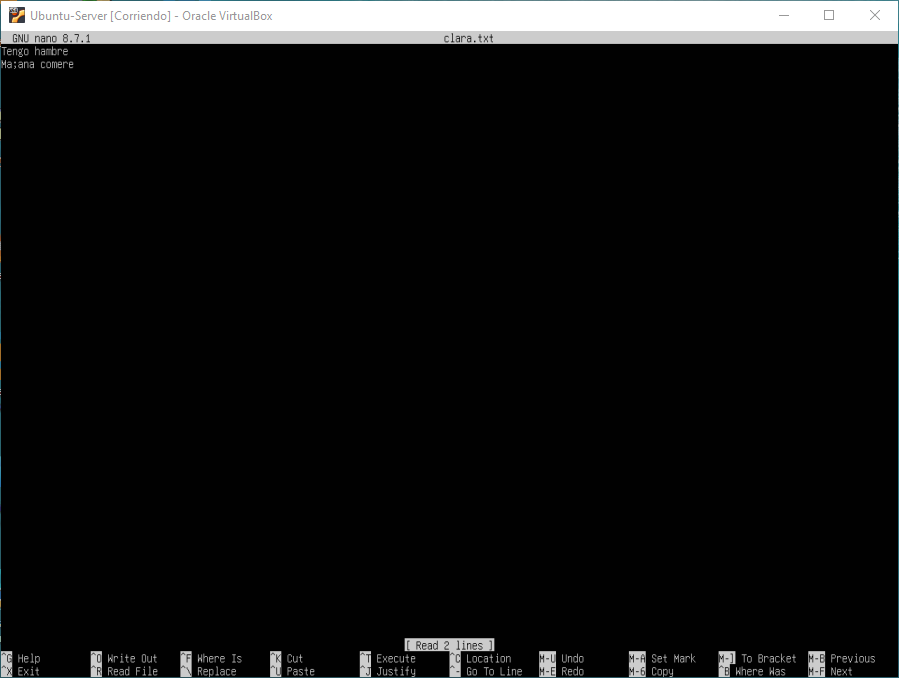 Ubuntu-Server [Corriendo] - Oracle VirtualBox
GNU nano 8.7.1 clara.txt
Tengo hambre
Ma;ana comere
[ Read 2 lines ]
^G Help ^O Write Out ^F Where Is ^K Cut ^T Execute ^C Location M-U Undo M-A Set Mark M-] To Bracket M-B Previous
^X Exit ^R Read File ^\ Replace ^U Paste ^J Justify ^- Go To Line M-E Redo M-6 Copy ^B Where Was M-F Next